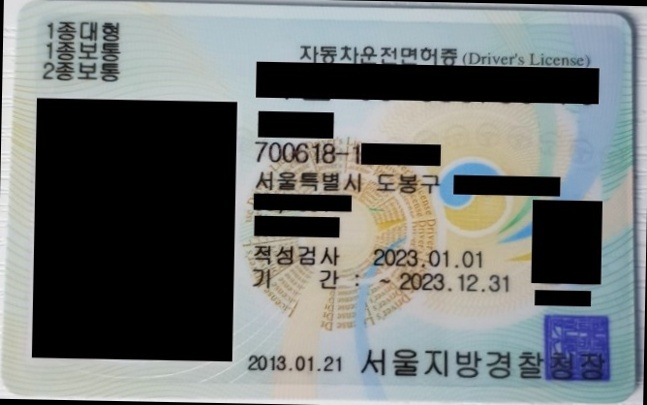 1종대형
1종보통
2종보통
자동차운전면허증 (Driver's License)
700618-1
서울특별시 도봉구
적성검사 2023.01.01
기 간 : ~ 2023.12.31
2013.01.21 서울지방경찰청장